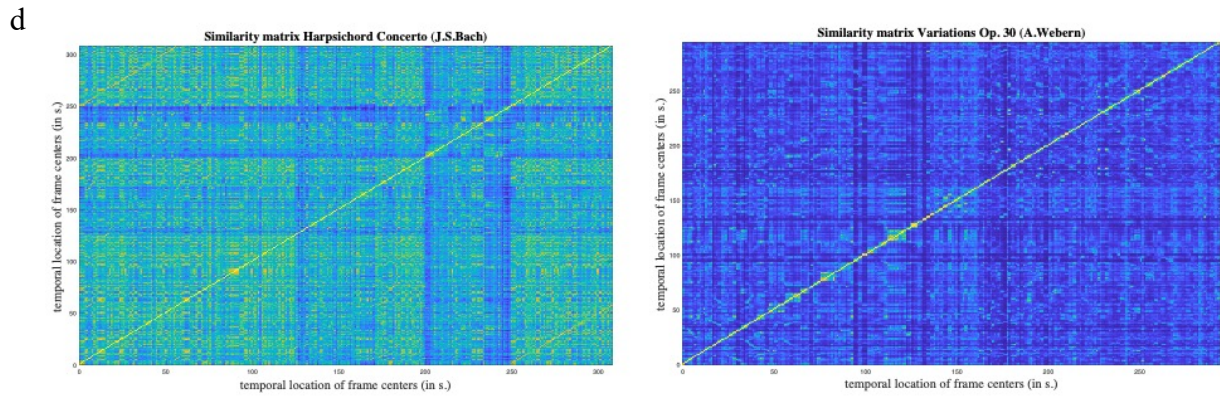 d
Similarity matrix Harpsichord Concerto (J.S.Bach)
temporal location of frame centers (in s.)
300
250
200
150
100
50
0
0 50 100 150 200 250 300
temporal location of frame centers (in s.)
Similarity matrix Variations Op. 30 (A.Webern)
temporal location of frame centers (in s.)
250
200
150
100
50
0
0 50 100 150 200 250
temporal location of frame centers (in s.)